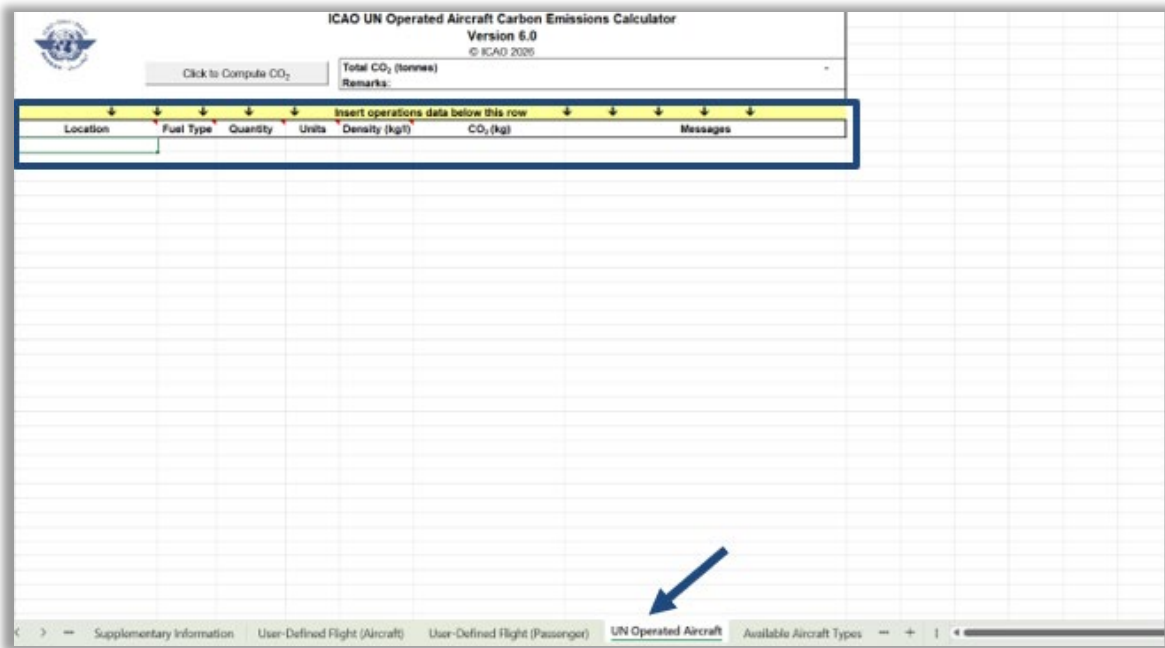 ICAO UN Operated Aircraft Carbon Emissions Calculator
Version 6.0
© ICAO 2026
Click to Compute CO₂
Total CO₂ (tonnes) -
Remarks:
Insert operations data below this row
Location Fuel Type Quantity Units Density (kg/l) CO₂ (kg) Messages
Supplementary Information User-Defined Flight (Aircraft) User-Defined Flight (Passenger) UN Operated Aircraft Available Aircraft Types